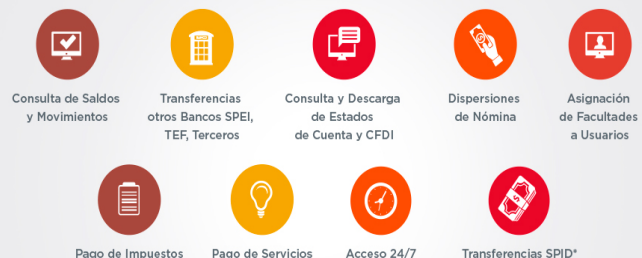 Consulta de Saldos
y Movimientos
Transferencias
otros Bancos SPEI,
TEF, Terceros
Consulta y Descarga
de Estados
de Cuenta y CFDI
Dispersiones
de Nómina
Asignación
de Facultades
a Usuarios
Pago de Impuestos
Pago de Servicios
Acceso 24/7
Transferencias SPID*